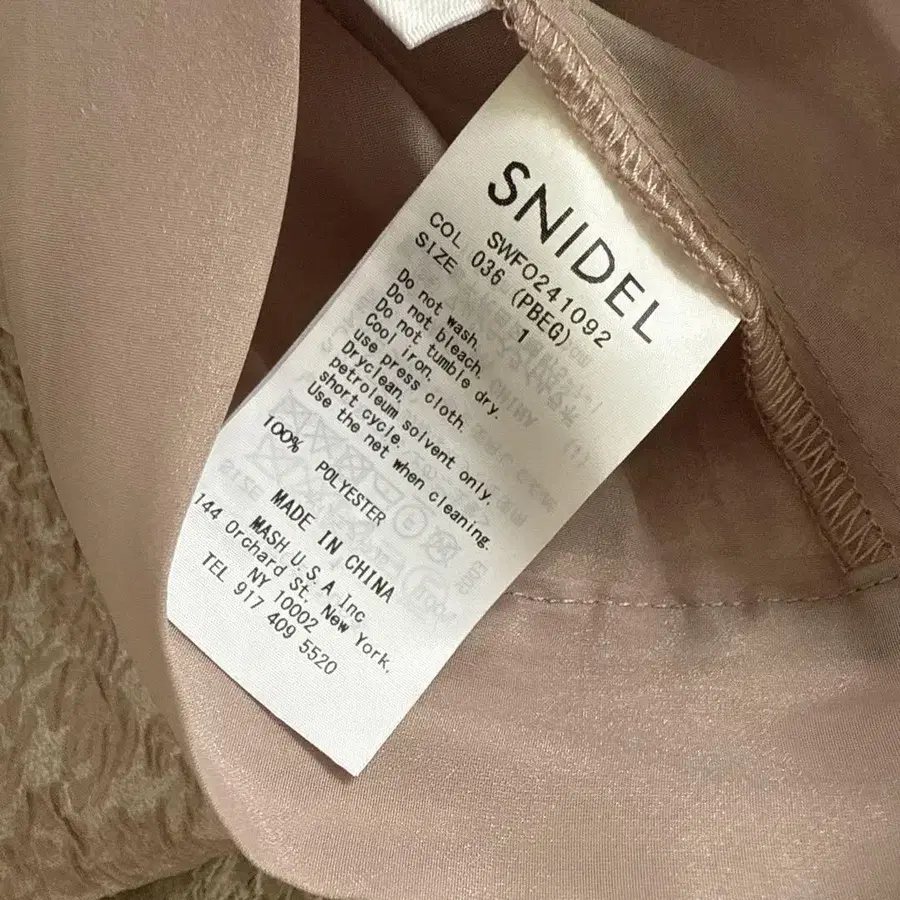 SNIDEL
SWFO241092
COL 036 (PBEG)
SIZE 1
Do not wash.
Do not bleach.
Do not tumble dry.
Cool iron.
use press cloth.
Dryclean,
petroleum solvent only,
short cycle.
Use the net when cleaning.
100% POLYESTER
MADE IN CHINA
MASH U.S.A Inc
144 Orchard St. New York,
NY 10002
TEL 917 409 5520